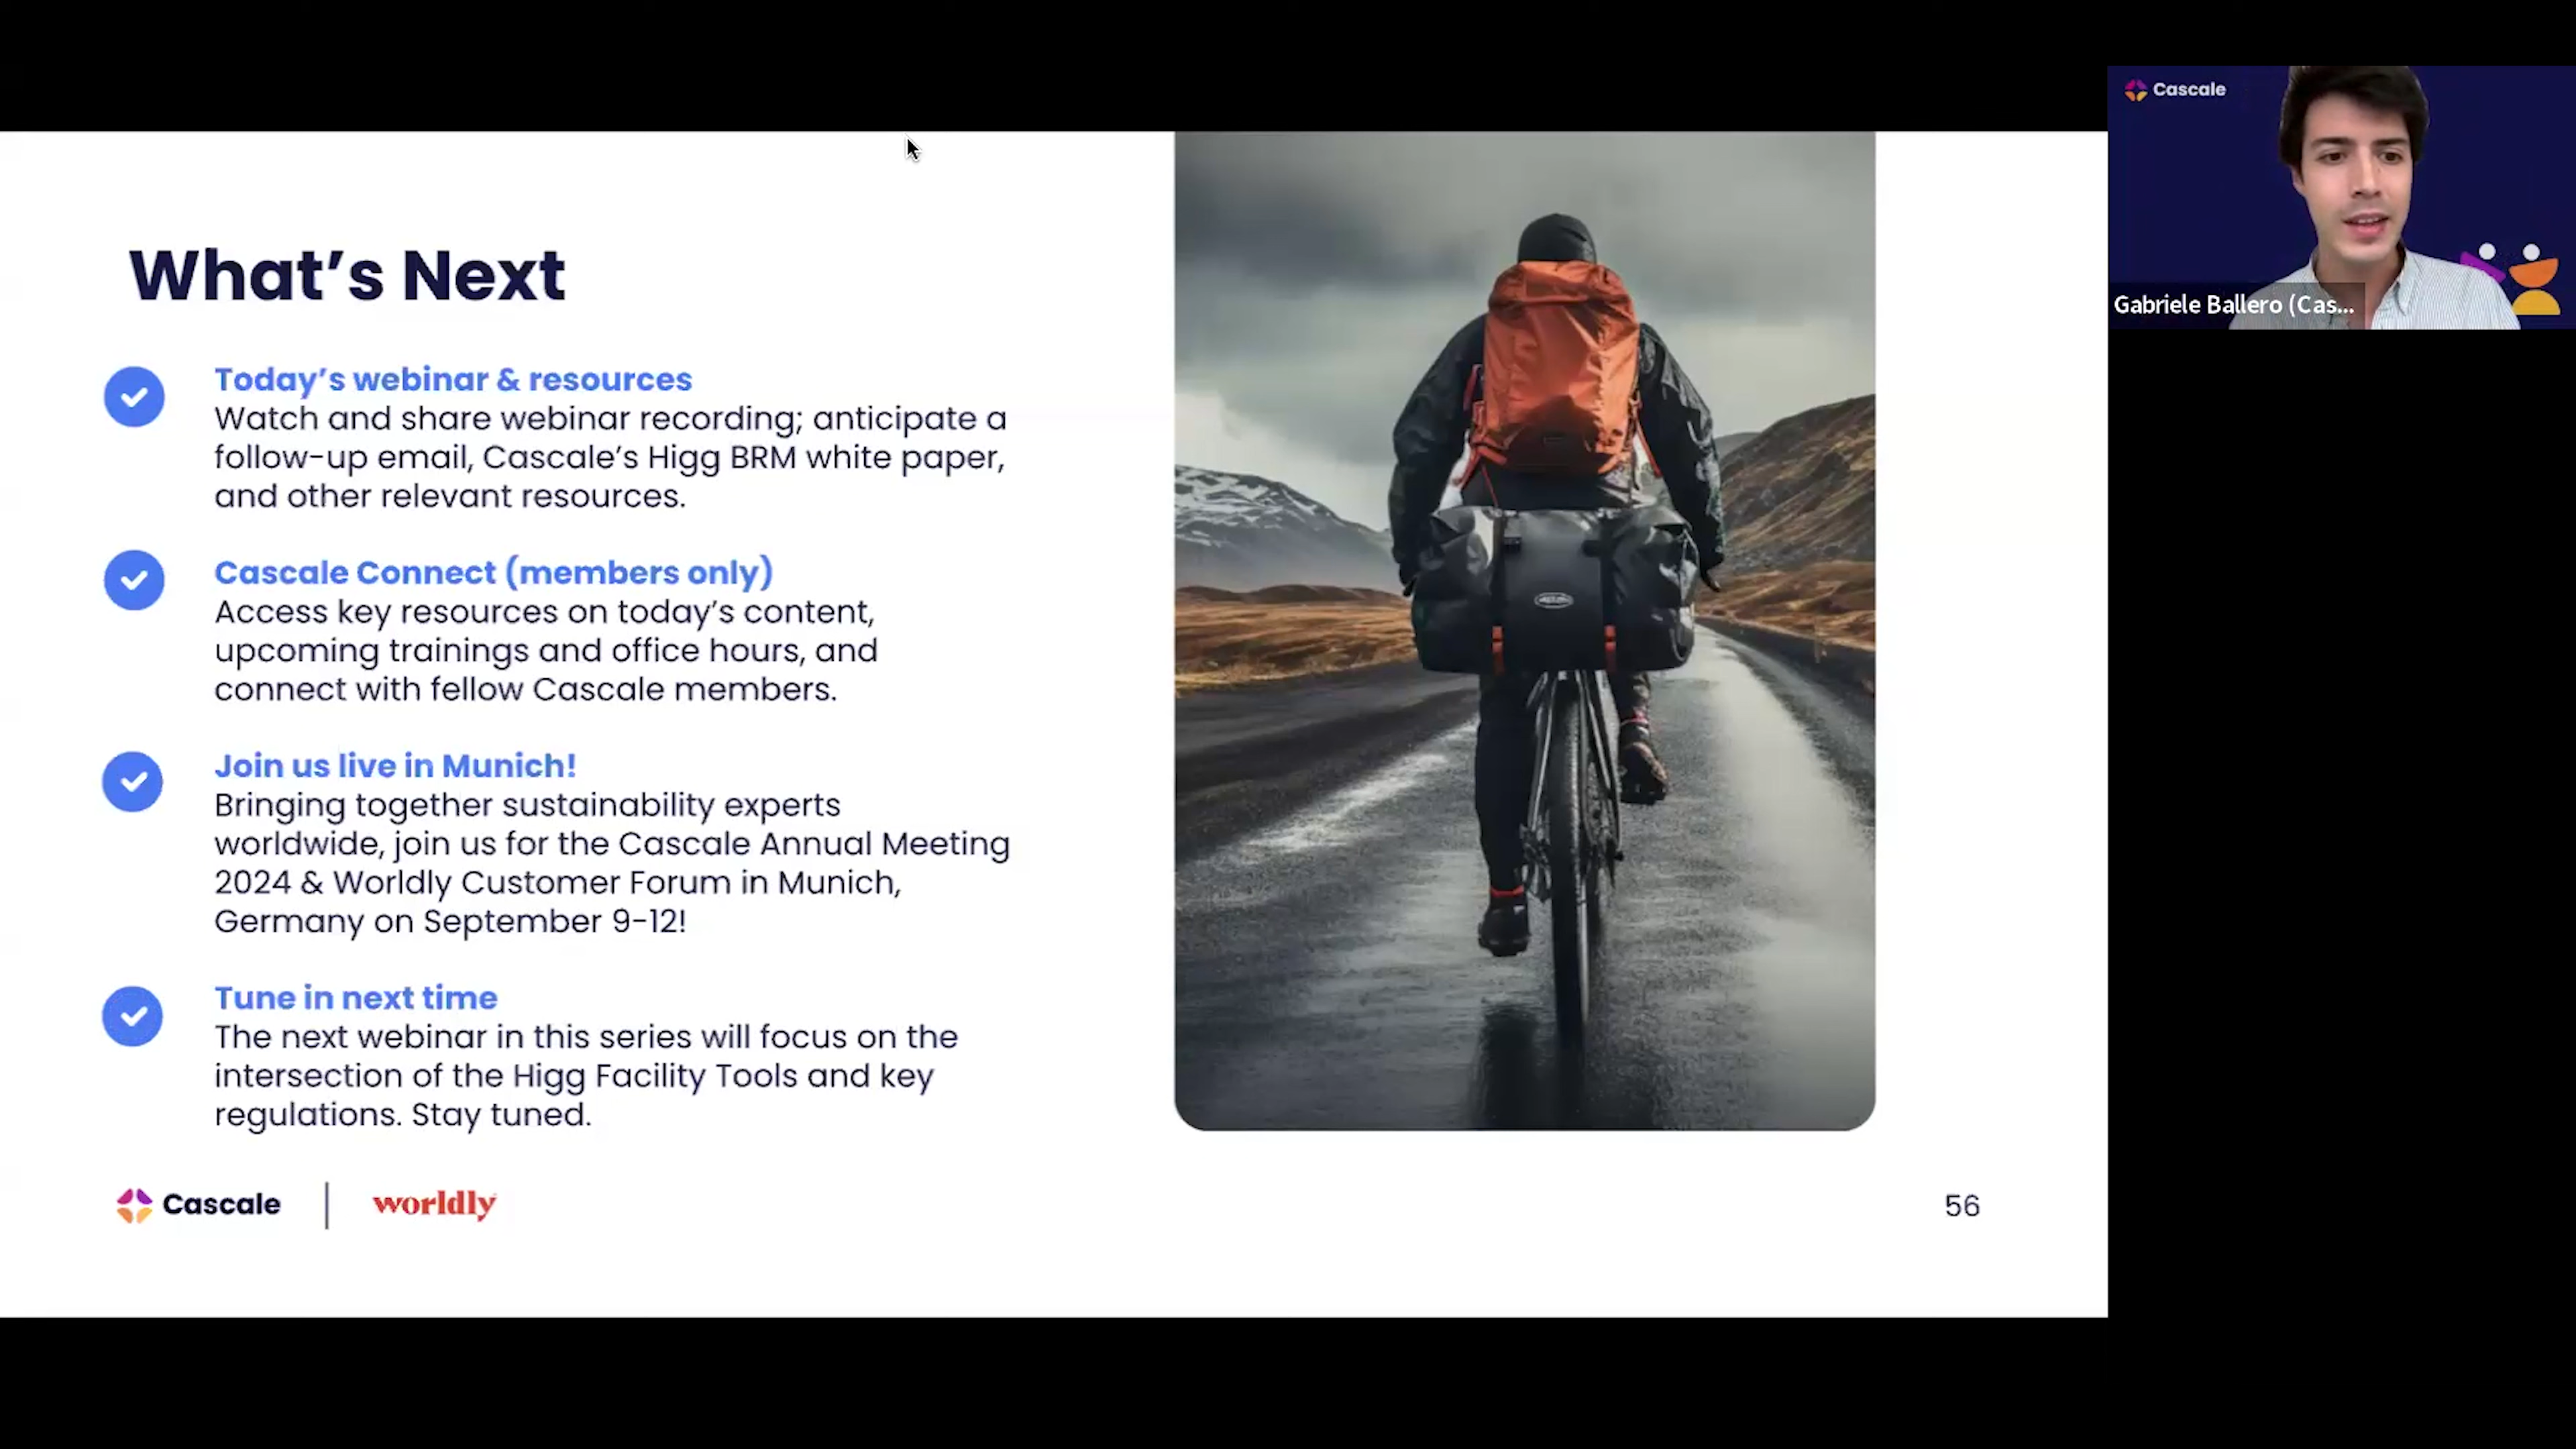 What's Next
Today's webinar & resources
Watch and share webinar recording; anticipate a
follow-up email, Cascale's Higg BRM white paper,
and other relevant resources.
Cascale Connect (members only)
Access key resources on today's content,
upcoming trainings and office hours, and
connect with fellow Cascale members.
Join us live in Munich!
Bringing together sustainability experts
worldwide, join us for the Cascale Annual Meeting
2024 & Worldly Customer Forum in Munich,
Germany on September 9-12!
Tune in next time
The next webinar in this series will focus on the
intersection of the Higg Facility Tools and key
regulations. Stay tuned.
Cascale
worldly
56
Cascale
Gabriele Ballero (Cas...